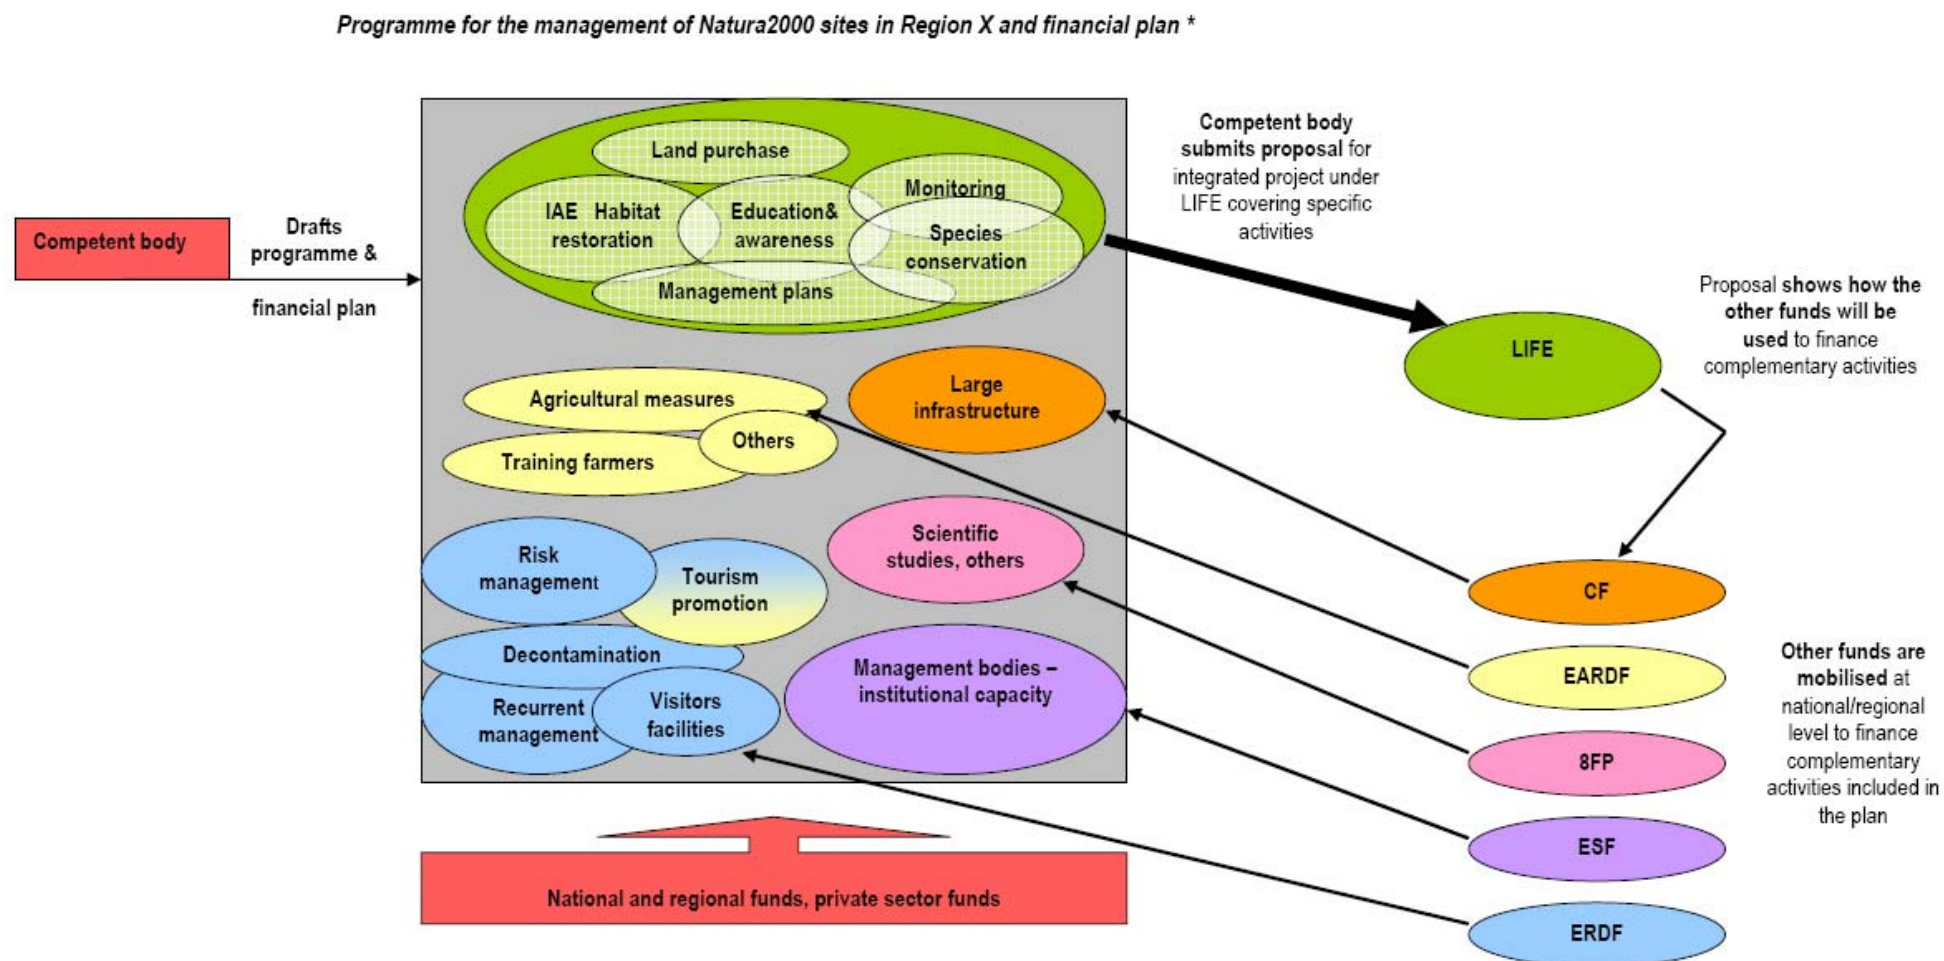 Programme for the management of Natura2000 sites in Region X and financial plan *
Competent body
Drafts
programme &
financial plan
Land purchase
IAE Habitat
restoration
Education&
awareness
Monitoring
Species
conservation
Management plans
Agricultural measures
Others
Training farmers
Large
infrastructure
Risk
management
Tourism
promotion
Scientific
studies, others
Decontamination
Recurrent
management
Visitors
facilities
Management bodies –
institutional capacity
National and regional funds, private sector funds
Competent body
submits proposal for
integrated project under
LIFE covering specific
activities
LIFE
Proposal shows how the
other funds will be
used to finance
complementary activities
CF
EARDF
8FP
ESF
ERDF
Other funds are
mobilised at
national/regional
level to finance
complementary
activities included in
the plan